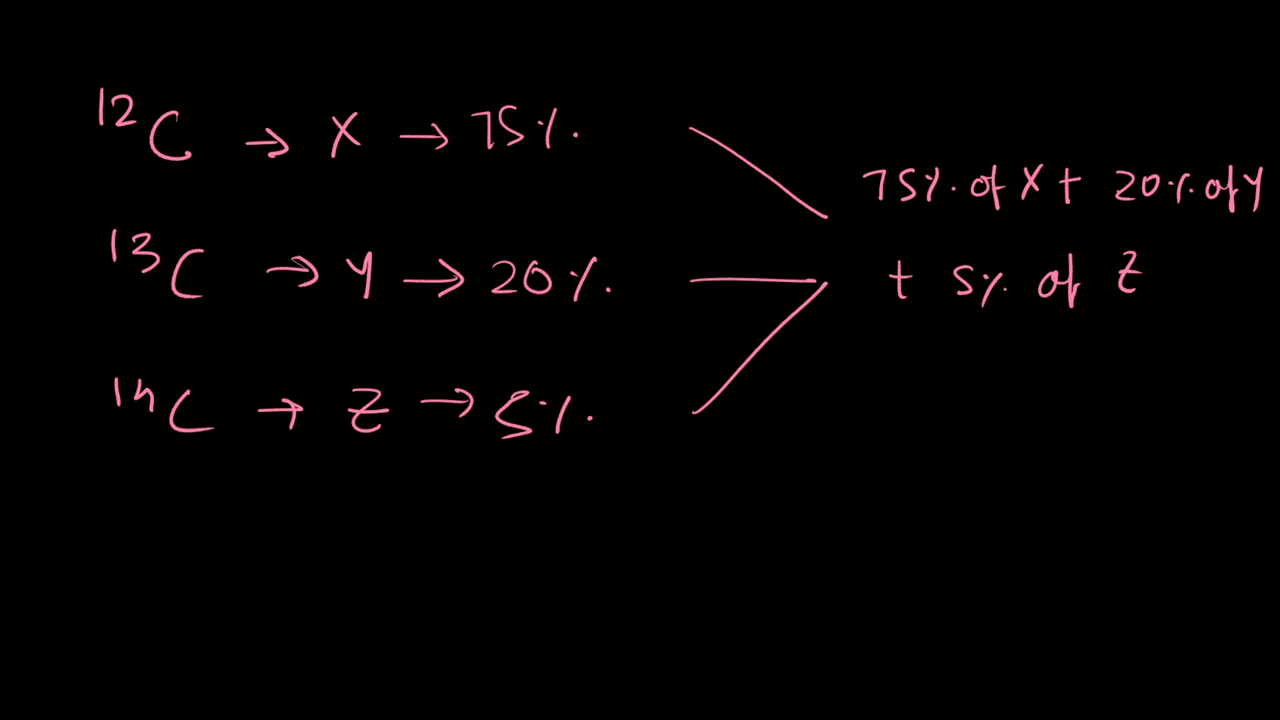 ¹²C → X → 75%.
75%. of X + 20%. of Y
¹³C → Y → 20%.
+ 5%. of Z
¹⁴C → Z → 5%.